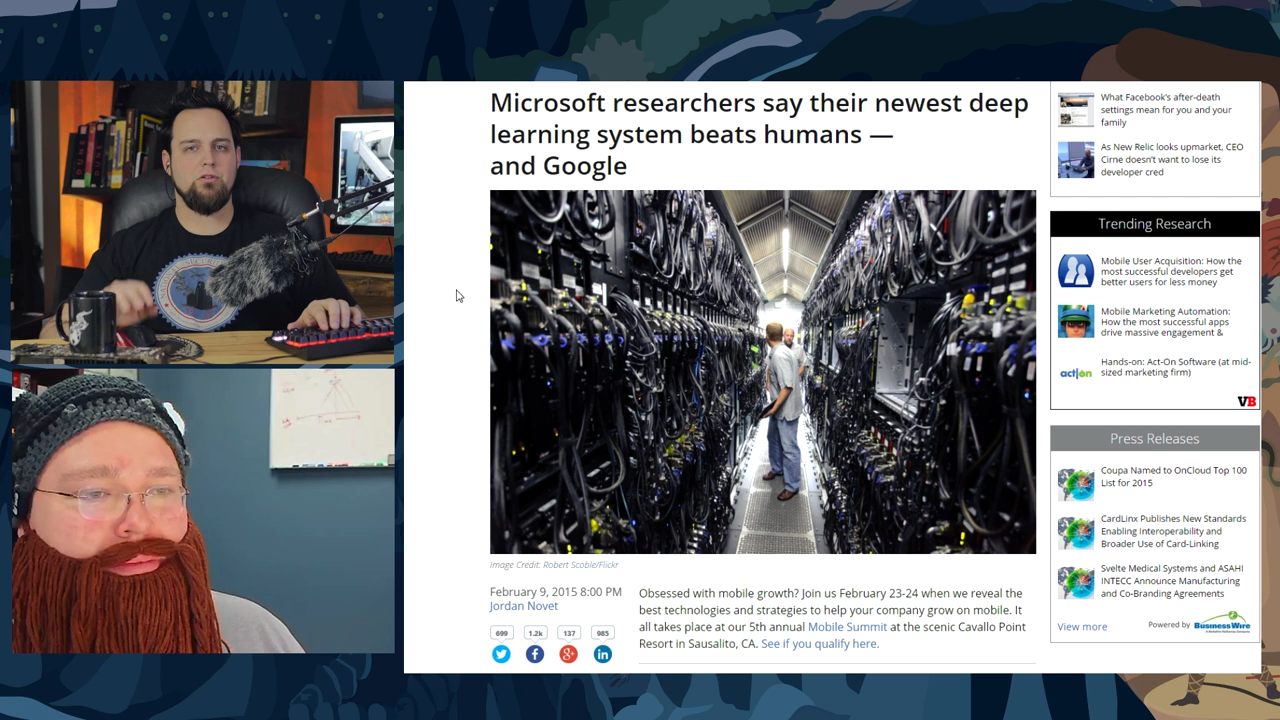 Microsoft researchers say their newest deep
learning system beats humans —
and Google
Image Credit: Robert Scoble/Flickr
February 9, 2015 8:00 PM
Jordan Novet
699
1.2k
137
985
Obsessed with mobile growth? Join us February 23-24 when we reveal the
best technologies and strategies to help your company grow on mobile. It
all takes place at our 5th annual Mobile Summit at the scenic Cavallo Point
Resort in Sausalito, CA. See if you qualify here.
What Facebook's after-death
settings mean for you and your
family
As New Relic looks upmarket, CEO
Cirne doesn't want to lose its
developer cred
Trending Research
Mobile User Acquisition: How the
most successful developers get
better users for less money
Mobile Marketing Automation:
How the most successful apps
drive massive engagement &
act|on
Hands-on: Act-On Software (at mid-
sized marketing firm)
VB
Press Releases
Coupa Named to OnCloud Top 100
List for 2015
CardLinx Publishes New Standards
Enabling Interoperability and
Broader Use of Card-Linking
Svelte Medical Systems and ASAHI
INTECC Announce Manufacturing
and Co-Branding Agreements
View more
Powered by
BusinessWire